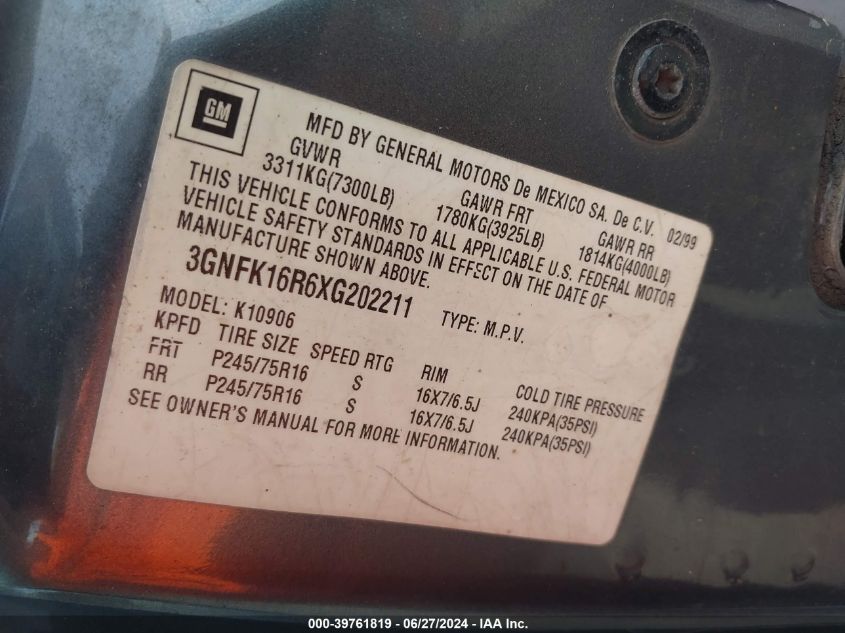 GM
MFD BY GENERAL MOTORS De MEXICO SA. De C.V. 02/99
GVWR GAWR FRT GAWR RR
3311KG(7300LB) 1780KG(3925LB) 1814KG(4000LB)
THIS VEHICLE CONFORMS TO ALL APPLICABLE U.S. FEDERAL MOTOR
VEHICLE SAFETY STANDARDS IN EFFECT ON THE DATE OF
MANUFACTURE SHOWN ABOVE.
3GNFK16R6XG202211 TYPE: M.P.V.
MODEL: K10906
KPFD TIRE SIZE SPEED RTG RIM COLD TIRE PRESSURE
FRT P245/75R16 S 16X7/6.5J 240KPA(35PSI)
RR P245/75R16 S 16X7/6.5J 240KPA(35PSI)
SEE OWNER'S MANUAL FOR MORE INFORMATION.
000-39761819 / 06/27/2024 - IAA Inc.